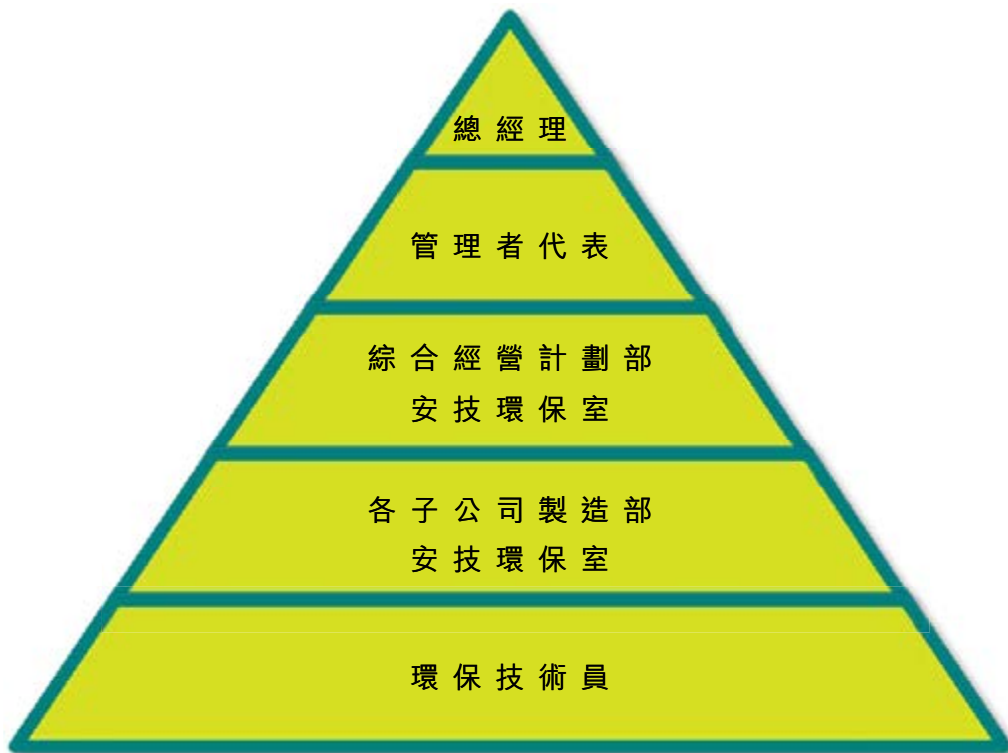 總經理
管理者代表
綜合經營計劃部
安技環保室
各子公司製造部
安技環保室
環保技術員